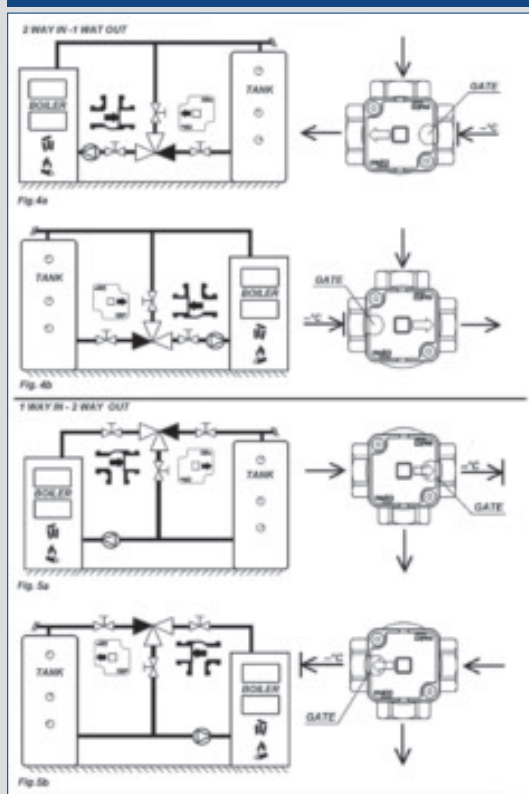 2 WAY IN -1 WAT OUT
BOILER
TANK
GATE
-°C
Fig.4a
TANK
BOILER
GATE
-°C
Fig. 4b
1 WAY IN - 2 WAY OUT
BOILER
TANK
-°C
GATE
Fig. 5a
TANK
BOILER
-°C
GATE
Fig.5b